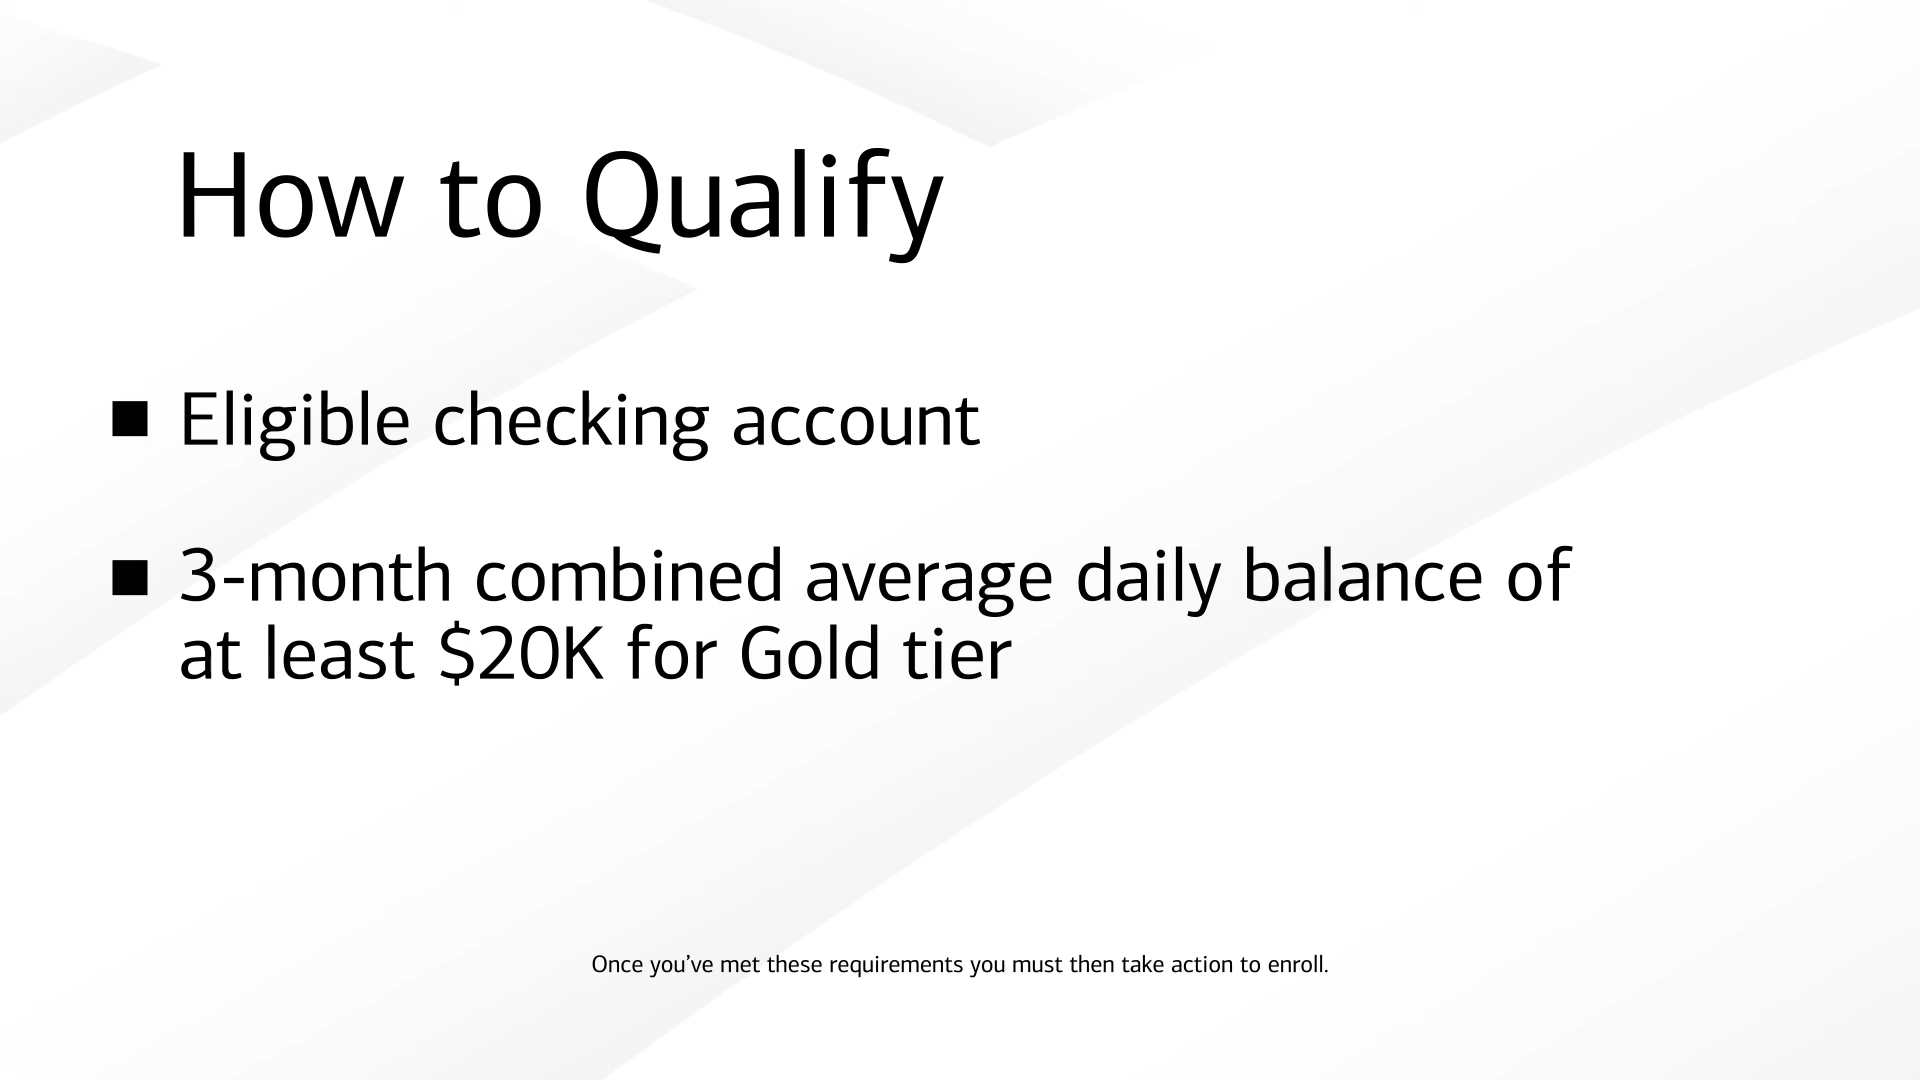 How to Qualify
■ Eligible checking account
■ 3-month combined average daily balance of
at least $20K for Gold tier
Once you’ve met these requirements you must then take action to enroll.